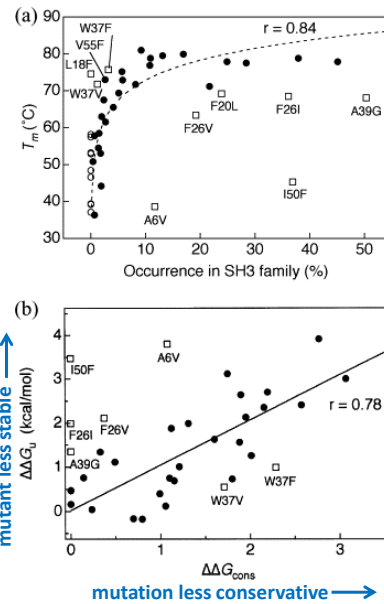 (a)
W37F
V55F
L18F
W37V
r = 0.84
F20L
F26V
F26I
A39G
I50F
A6V
90
80
70
60
50
40
30
Tm (°C)
0 10 20 30 40 50
Occurrence in SH3 family (%)
(b)
A6V
I50F
F26I
F26V
A39G
W37F
W37V
r = 0.78
4
3
2
1
0
ΔΔGu (kcal/mol)
mutant less stable
0 1 2 3
ΔΔGcons
mutation less conservative